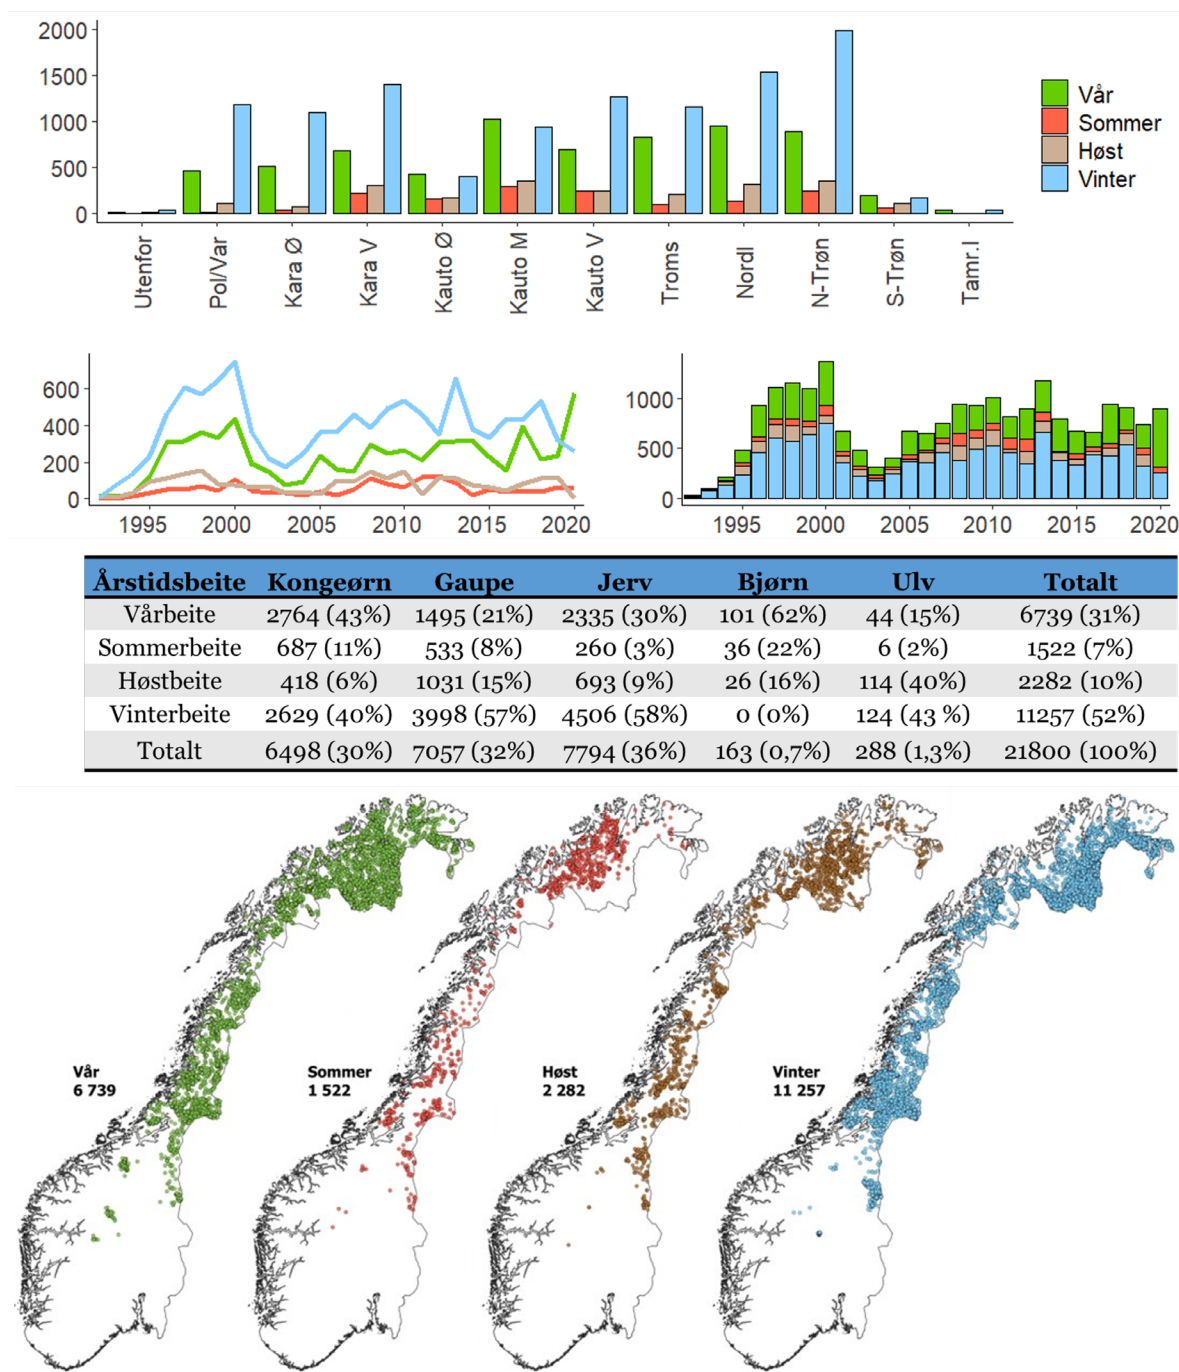 2000
1500
1000
500
0
Vår
Sommer
Høst
Vinter
Utenfor
Pol/Var
Kara Ø
Kara V
Kauto Ø
Kauto M
Kauto V
Troms
Nordl
N-Trøn
S-Trøn
Tamr.l
600
400
200
0
1995 2000 2005 2010 2015 2020
1000
500
0
1995 2000 2005 2010 2015 2020
Årstidsbeite Kongeørn Gaupe Jerv Bjørn Ulv Totalt
Vårbeite 2764 (43%) 1495 (21%) 2335 (30%) 101 (62%) 44 (15%) 6739 (31%)
Sommerbeite 687 (11%) 533 (8%) 260 (3%) 36 (22%) 6 (2%) 1522 (7%)
Høstbeite 418 (6%) 1031 (15%) 693 (9%) 26 (16%) 114 (40%) 2282 (10%)
Vinterbeite 2629 (40%) 3998 (57%) 4506 (58%) 0 (0%) 124 (43 %) 11257 (52%)
Totalt 6498 (30%) 7057 (32%) 7794 (36%) 163 (0,7%) 288 (1,3%) 21800 (100%)
Vår
6 739
Sommer
1 522
Høst
2 282
Vinter
11 257